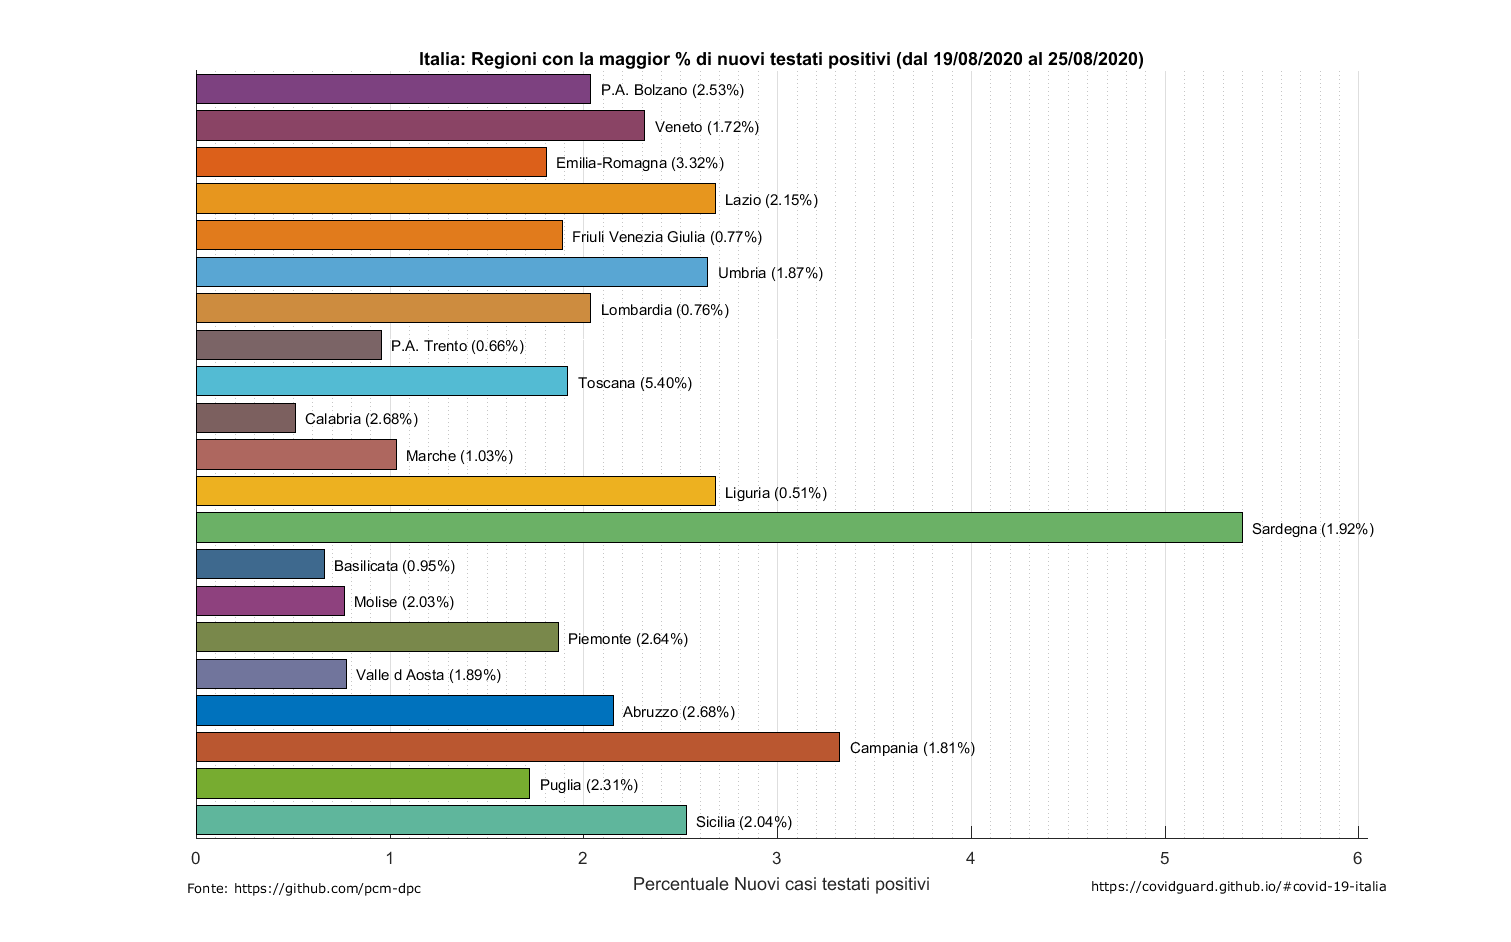 Italia: Regioni con la maggior % di nuovi testati positivi (dal 19/08/2020 al 25/08/2020)
P.A. Bolzano (2.53%)
Veneto (1.72%)
Emilia-Romagna (3.32%)
Lazio (2.15%)
Friuli Venezia Giulia (0.77%)
Umbria (1.87%)
Lombardia (0.76%)
P.A. Trento (0.66%)
Toscana (5.40%)
Calabria (2.68%)
Marche (1.03%)
Liguria (0.51%)
Sardegna (1.92%)
Basilicata (0.95%)
Molise (2.03%)
Piemonte (2.64%)
Valle d Aosta (1.89%)
Abruzzo (2.68%)
Campania (1.81%)
Puglia (2.31%)
Sicilia (2.04%)
0 1 2 3 4 5 6
Percentuale Nuovi casi testati positivi
Fonte: https://github.com/pcm-dpc
https://covidguard.github.io/#covid-19-italia